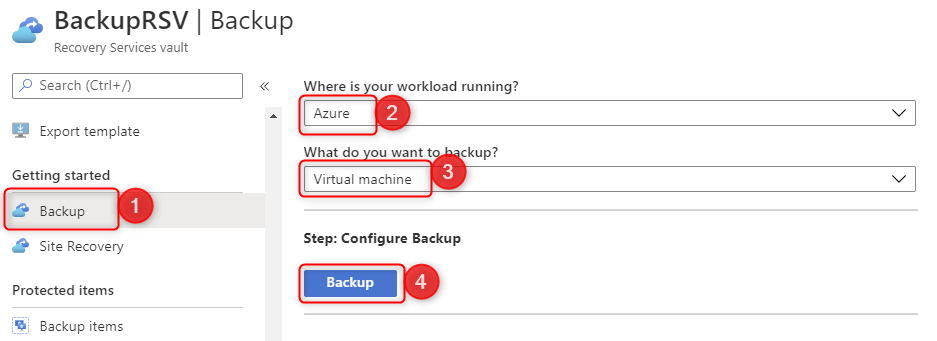 BackupRSV | Backup
Recovery Services vault
Search (Ctrl+/)
«
Export template
Getting started
Backup
1
Site Recovery
Protected items
Backup items
Where is your workload running?
Azure
2
What do you want to backup?
Virtual machine
3
Step: Configure Backup
Backup
4